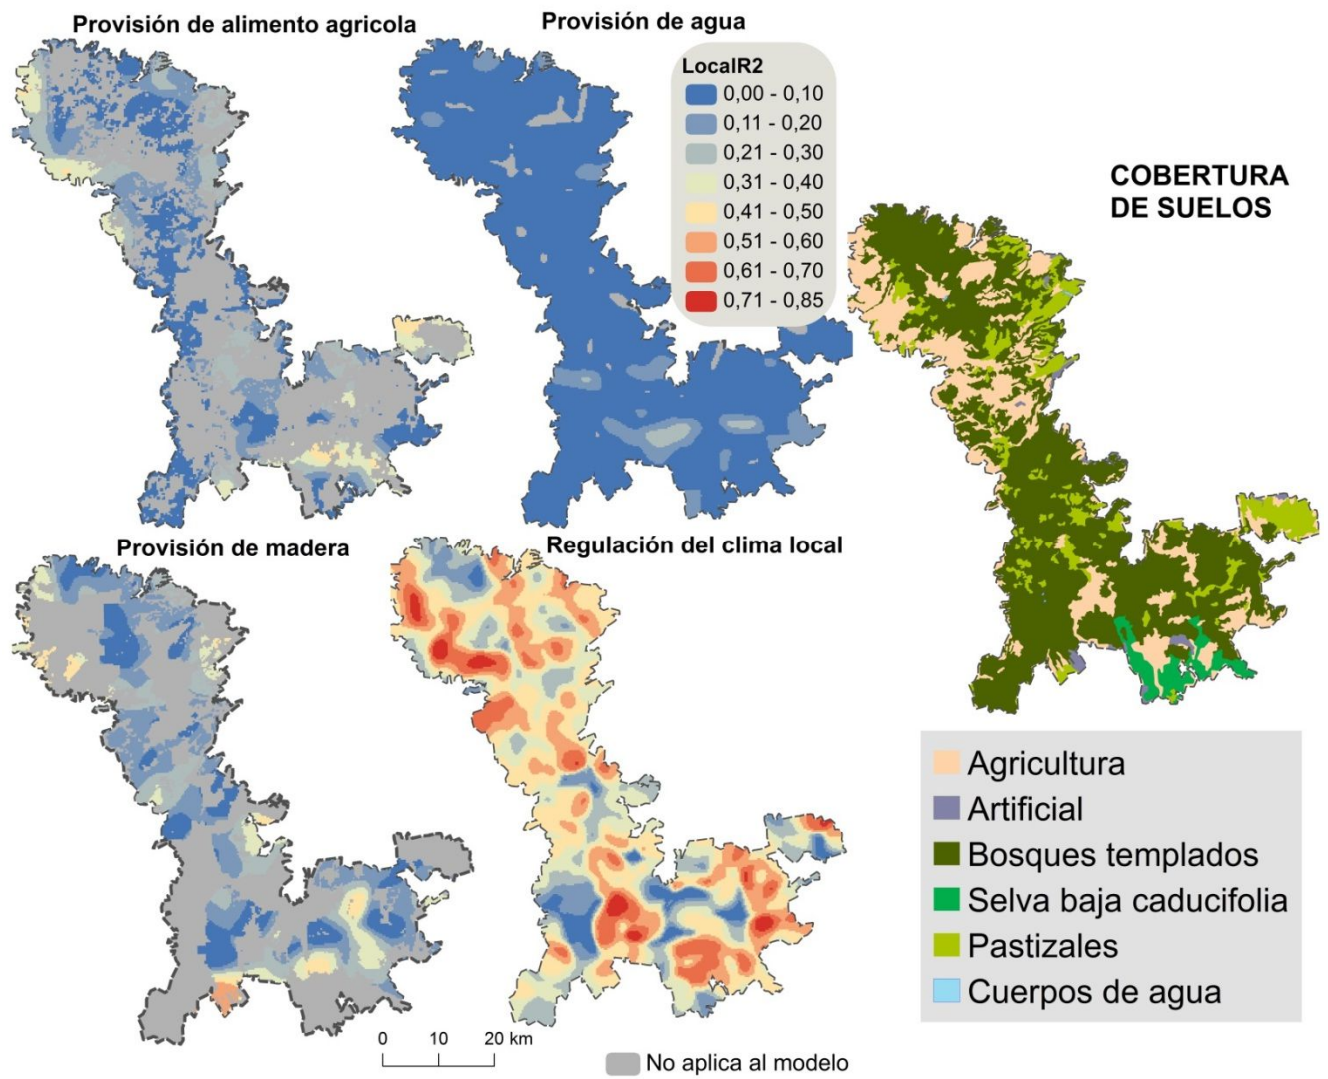 Provisión de alimento agricola
Provisión de agua
LocalR2
0,00 - 0,10
0,11 - 0,20
0,21 - 0,30
0,31 - 0,40
0,41 - 0,50
0,51 - 0,60
0,61 - 0,70
0,71 - 0,85
COBERTURA
DE SUELOS
Provisión de madera
Regulación del clima local
Agricultura
Artificial
Bosques templados
Selva baja caducifolia
Pastizales
Cuerpos de agua
0 10 20 km
No aplica al modelo